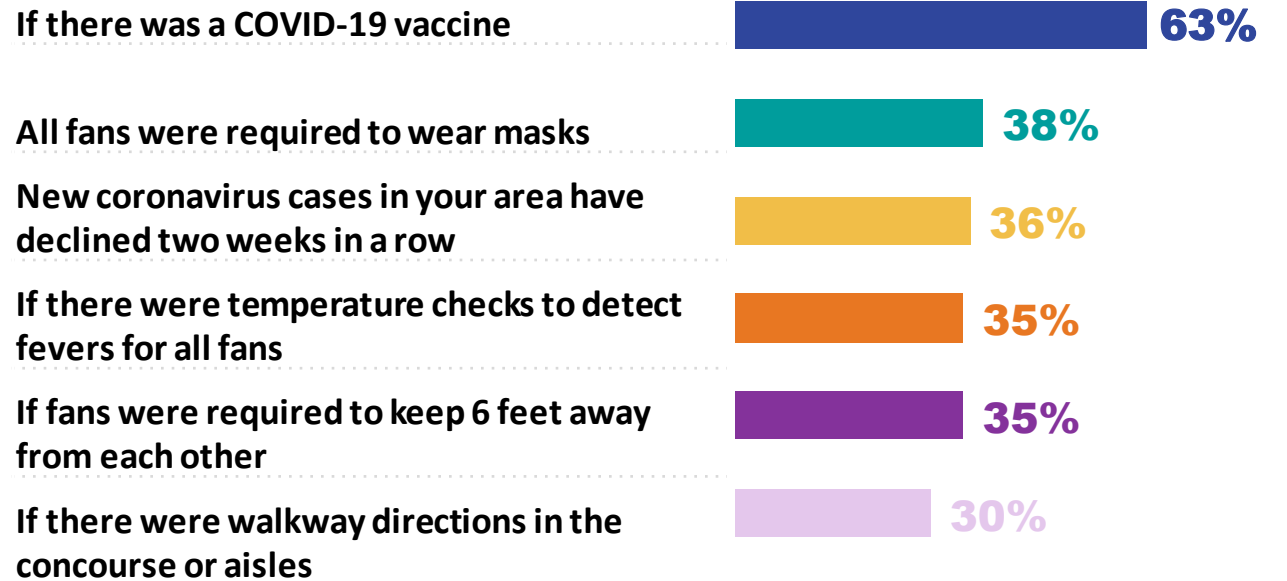 If there was a COVID-19 vaccine
63%
All fans were required to wear masks
38%
New coronavirus cases in your area have
declined two weeks in a row
36%
If there were temperature checks to detect
fevers for all fans
35%
If fans were required to keep 6 feet away
from each other
35%
If there were walkway directions in the
concourse or aisles
30%